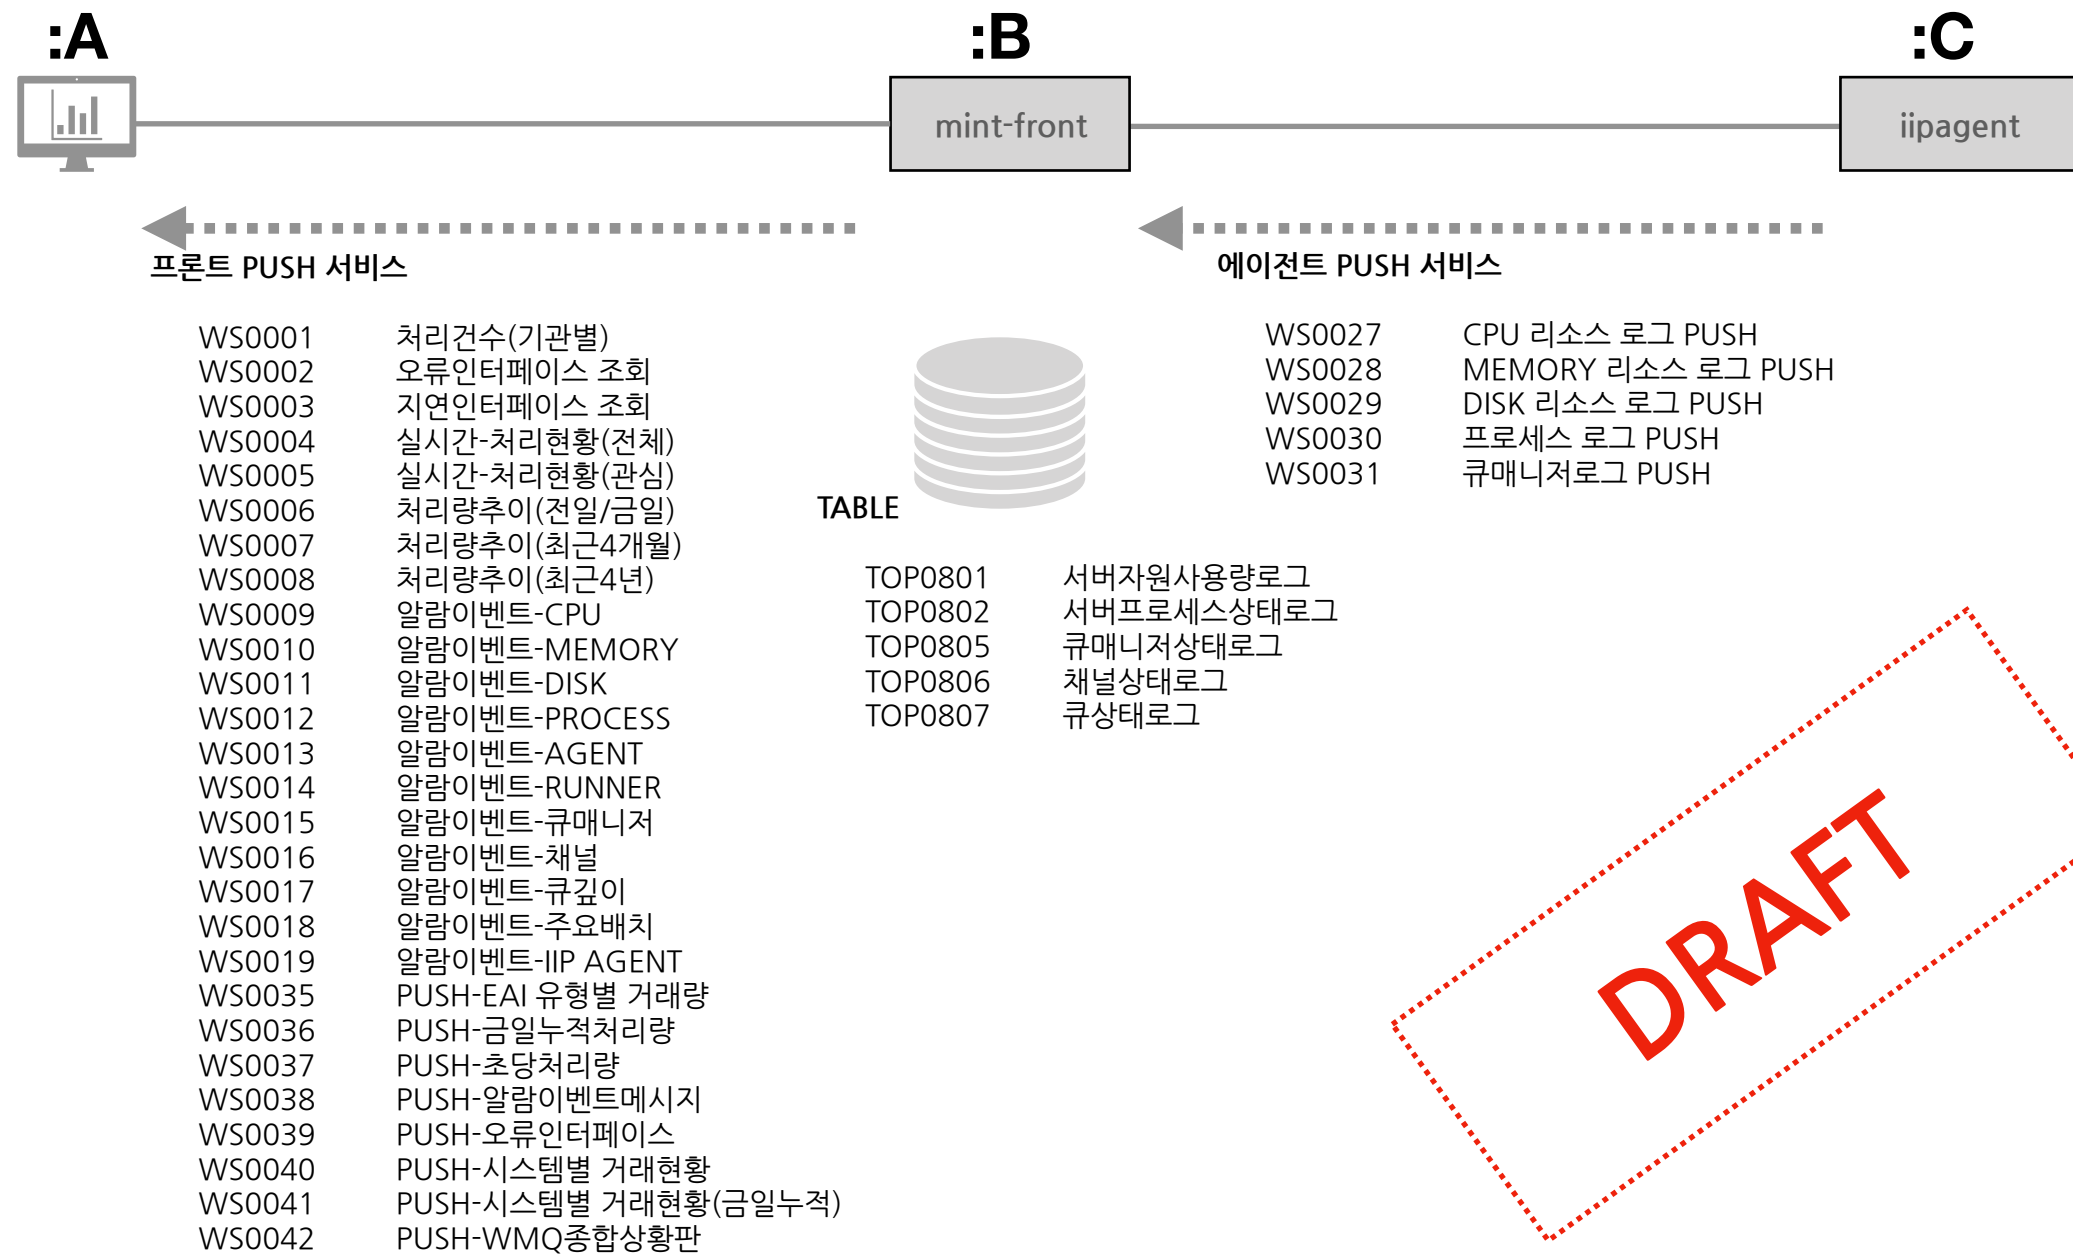 :A
:B
:C
mint-front
iipagent
프론트 PUSH 서비스
WS0001 처리건수(기관별)
WS0002 오류인터페이스 조회
WS0003 지연인터페이스 조회
WS0004 실시간-처리현황(전체)
WS0005 실시간-처리현황(관심)
WS0006 처리량추이(전일/금일)
WS0007 처리량추이(최근4개월)
WS0008 처리량추이(최근4년)
WS0009 알람이벤트-CPU
WS0010 알람이벤트-MEMORY
WS0011 알람이벤트-DISK
WS0012 알람이벤트-PROCESS
WS0013 알람이벤트-AGENT
WS0014 알람이벤트-RUNNER
WS0015 알람이벤트-큐매니저
WS0016 알람이벤트-채널
WS0017 알람이벤트-큐깊이
WS0018 알람이벤트-주요배치
WS0019 알람이벤트-IIP AGENT
WS0035 PUSH-EAI 유형별 거래량
WS0036 PUSH-금일누적처리량
WS0037 PUSH-초당처리량
WS0038 PUSH-알람이벤트메시지
WS0039 PUSH-오류인터페이스
WS0040 PUSH-시스템별 거래현황
WS0041 PUSH-시스템별 거래현황(금일누적)
WS0042 PUSH-WMQ종합상황판
TABLE
TOP0801 서버자원사용량로그
TOP0802 서버프로세스상태로그
TOP0805 큐매니저상태로그
TOP0806 채널상태로그
TOP0807 큐상태로그
에이전트 PUSH 서비스
WS0027 CPU 리소스 로그 PUSH
WS0028 MEMORY 리소스 로그 PUSH
WS0029 DISK 리소스 로그 PUSH
WS0030 프로세스 로그 PUSH
WS0031 큐매니저로그 PUSH
DRAFT